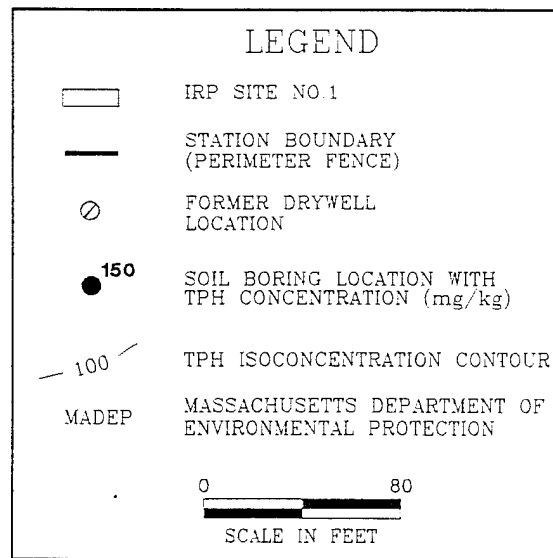 LEGEND
IRP SITE NO.1
STATION BOUNDARY
(PERIMETER FENCE)
FORMER DRYWELL
LOCATION
150
SOIL BORING LOCATION WITH
TPH CONCENTRATION (mg/kg)
100
TPH ISOCONCENTRATION CONTOUR
MADEP
MASSACHUSETTS DEPARTMENT OF
ENVIRONMENTAL PROTECTION
0 80
SCALE IN FEET